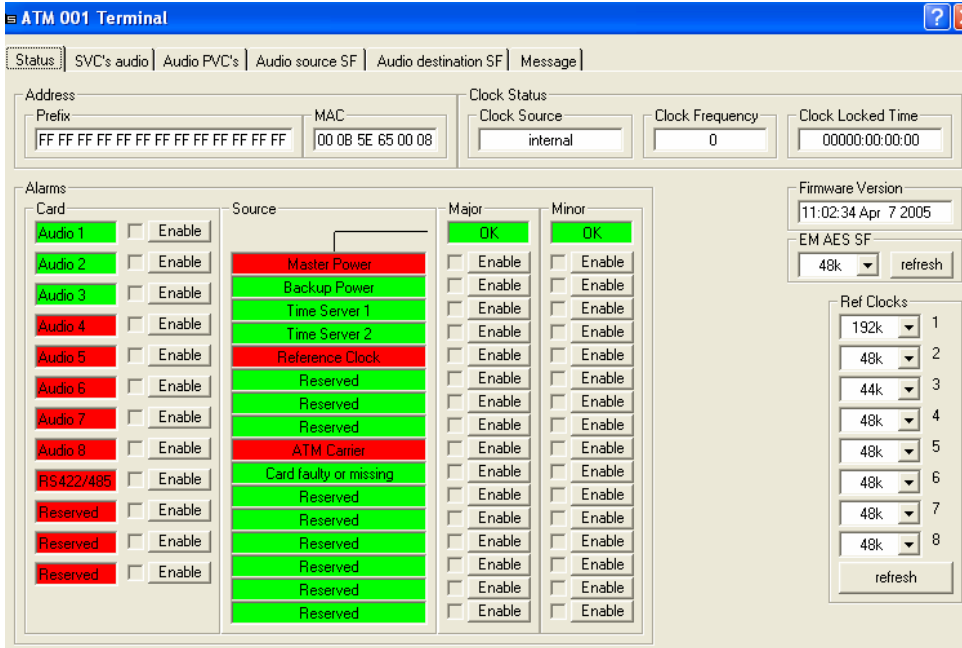 ATM 001 Terminal
?
Status SVC's audio Audio PVC's Audio source SF Audio destination SF Message
Address
Prefix
FF FF FF FF FF FF FF FF FF FF FF FF FF
MAC
00 0B 5E 65 00 08
Clock Status
Clock Source
internal
Clock Frequency
0
Clock Locked Time
00000:00:00:00
Alarms
Card
Audio 1 Enable
Audio 2 Enable
Audio 3 Enable
Audio 4 Enable
Audio 5 Enable
Audio 6 Enable
Audio 7 Enable
Audio 8 Enable
RS422/485 Enable
Reserved Enable
Reserved Enable
Reserved Enable
Source Major Minor
OK OK
Master Power Enable Enable
Backup Power Enable Enable
Time Server 1 Enable Enable
Time Server 2 Enable Enable
Reference Clock Enable Enable
Reserved Enable Enable
Reserved Enable Enable
Reserved Enable Enable
ATM Carrier Enable Enable
Card faulty or missing Enable Enable
Reserved Enable Enable
Reserved Enable Enable
Reserved Enable Enable
Reserved Enable Enable
Reserved Enable Enable
Reserved Enable Enable
Firmware Version
11:02:34 Apr 7 2005
EM AES SF
48k refresh
Ref Clocks
192k 1
48k 2
44k 3
48k 4
48k 5
48k 6
48k 7
48k 8
refresh